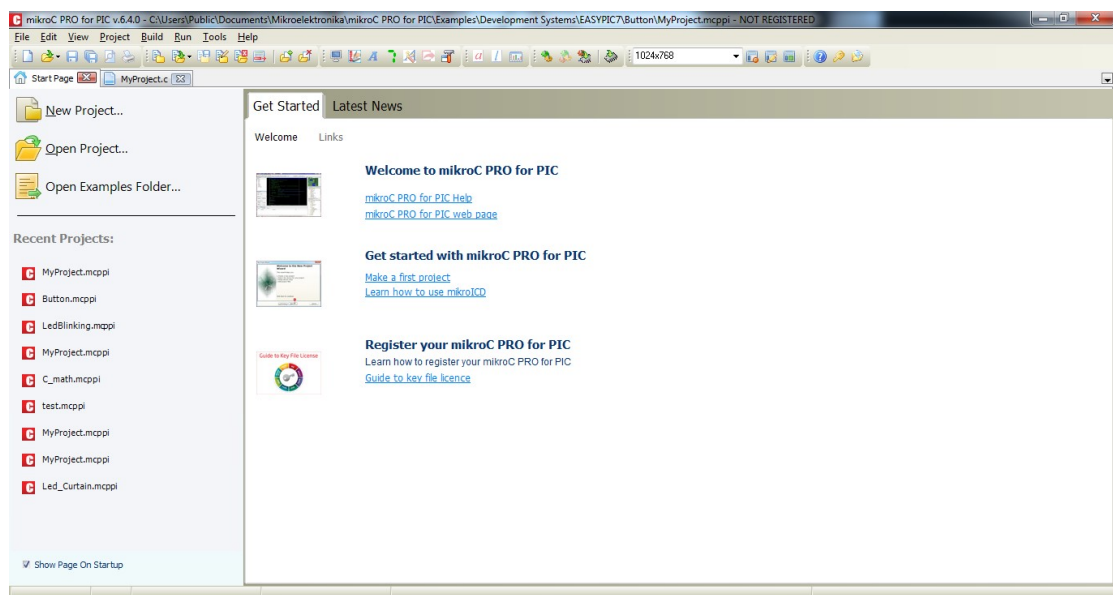 mikroC PRO for PIC v.6.4.0 - C:\Users\Public\Documents\Mikroelektronika\mikroC PRO for PIC\Examples\Development Systems\EASYPIC7\Button\MyProject.mcppi - NOT REGISTERED
File Edit View Project Build Run Tools Help
1024x768
Start Page MyProject.c
New Project...
Open Project...
Open Examples Folder...
Recent Projects:
MyProject.mcppi
Button.mcppi
LedBlinking.mcppi
MyProject.mcppi
C_math.mcppi
test.mcppi
MyProject.mcppi
MyProject.mcppi
Led_Curtain.mcppi
Show Page On Startup
Get Started Latest News
Welcome Links
Welcome to mikroC PRO for PIC
mikroC PRO for PIC Help
mikroC PRO for PIC web page
Get started with mikroC PRO for PIC
Make a first project
Learn how to use mikroICD
Guide to Key File License
Register your mikroC PRO for PIC
Learn how to register your mikroC PRO for PIC
Guide to key file licence